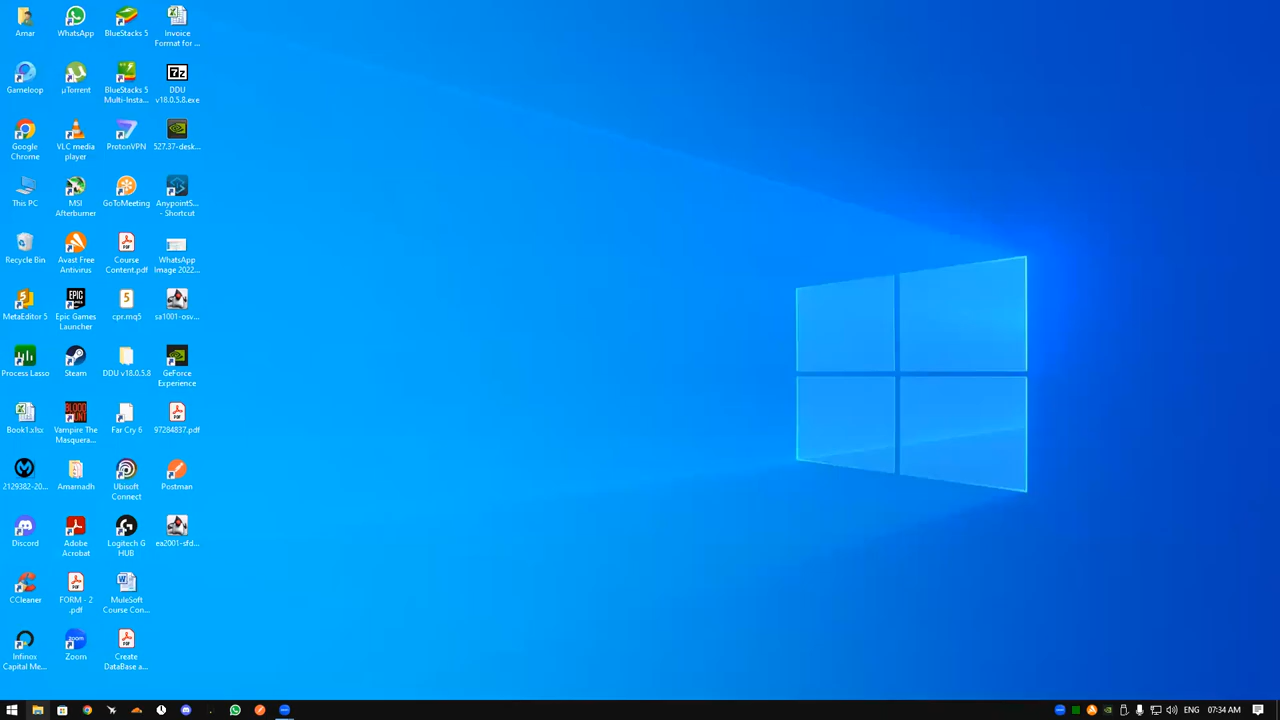 Amar
WhatsApp
BlueStacks 5
Invoice
Format for ...
Gameloop
µTorrent
BlueStacks 5
Multi-Insta...
DDU
v18.0.5.8.exe
Google
Chrome
VLC media
player
ProtonVPN
527.37-desk...
This PC
MSI
Afterburner
GoToMeeting
AnypointS...
- Shortcut
Recycle Bin
Avast Free
Antivirus
Course
Content.pdf
WhatsApp
Image 2022...
MetaEditor 5
Epic Games
Launcher
cpr.mq5
sa1001-osv...
Process Lasso
Steam
DDU v18.0.5.8
GeForce
Experience
Book1.xlsx
Vampire The
Masquera...
Far Cry 6
97284837.pdf
2129382-20...
Amarnadh
Ubisoft
Connect
Postman
Discord
Adobe
Acrobat
Logitech G
HUB
ea2001-sfd...
CCleaner
FORM - 2
.pdf
MuleSoft
Course Con...
Infinox
Capital Me...
Zoom
Create
DataBase a...
ENG
07:34 AM